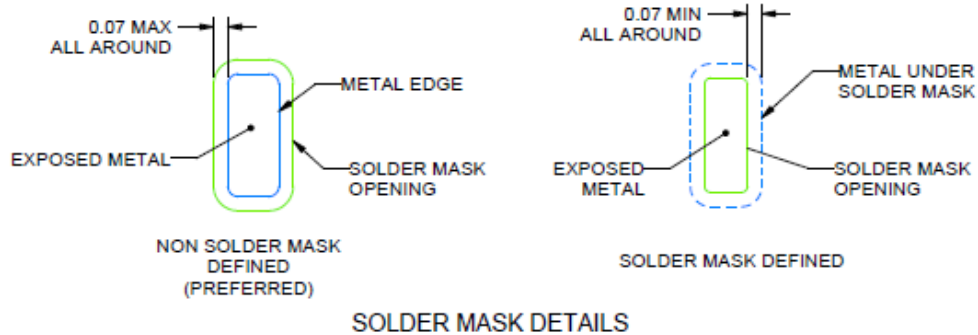 0.07 MAX
ALL AROUND
METAL EDGE
EXPOSED METAL
SOLDER MASK
OPENING
NON SOLDER MASK
DEFINED
(PREFERRED)
0.07 MIN
ALL AROUND
METAL UNDER
SOLDER MASK
EXPOSED
METAL
SOLDER MASK
OPENING
SOLDER MASK DEFINED
SOLDER MASK DETAILS